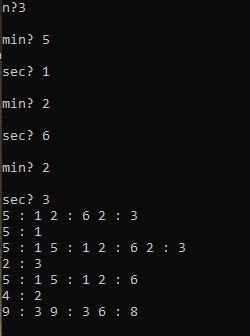 n?3
min? 5
sec? 1
min? 2
sec? 6
min? 2
sec? 3
5 : 1 2 : 6 2 : 3
5 : 1
5 : 1 5 : 1 2 : 6 2 : 3
2 : 3
5 : 1 5 : 1 2 : 6
4 : 2
9 : 3 9 : 3 6 : 8